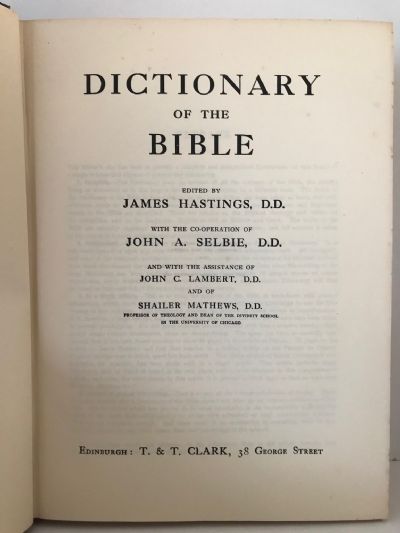 DICTIONARY
OF THE
BIBLE
EDITED BY
JAMES HASTINGS, D.D.
WITH THE CO-OPERATION OF
JOHN A. SELBIE, D.D.
AND WITH THE ASSISTANCE OF
JOHN C. LAMBERT, D.D.
AND OF
SHAILER MATHEWS, D.D.
PROFESSOR OF THEOLOGY AND DEAN OF THE DIVINITY SCHOOL
IN THE UNIVERSITY OF CHICAGO
EDINBURGH: T. & T. CLARK, 38 GEORGE STREET